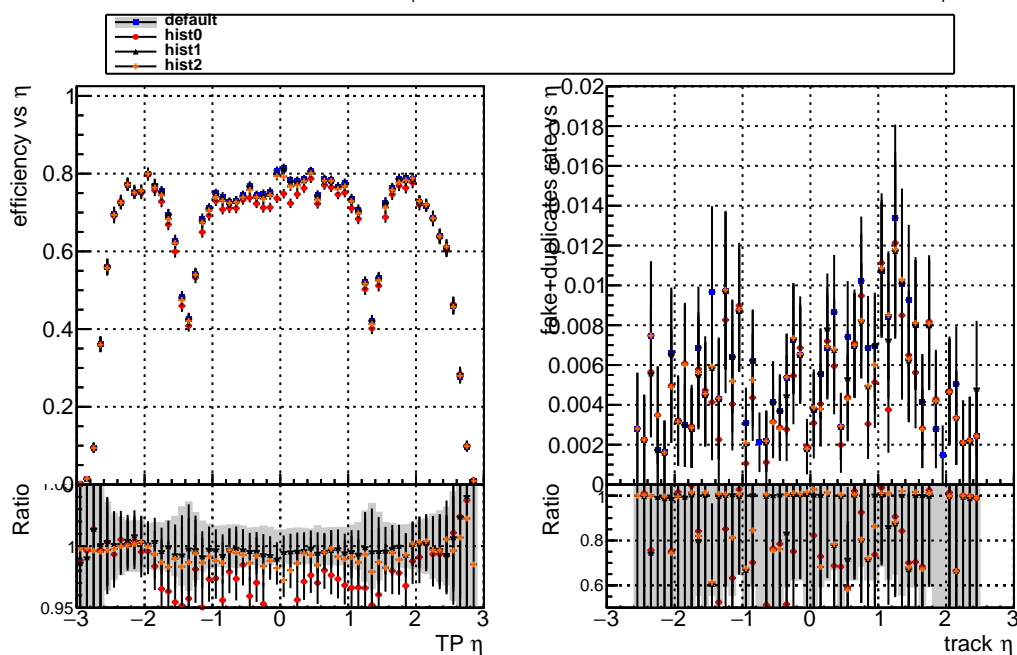 default
hist0
hist1
hist2
efficiency vs η
1
0.8
0.6
0.4
0.2
0
Ratio
1
0.95
−3 −2 −1 0 1 2 3
TP η
fake+duplicates rate vs η
0.02
0.018
0.016
0.014
0.012
0.01
0.008
0.006
0.004
0.002
0
Ratio
1
0.8
0.6
−3 −2 −1 0 1 2 3
track η